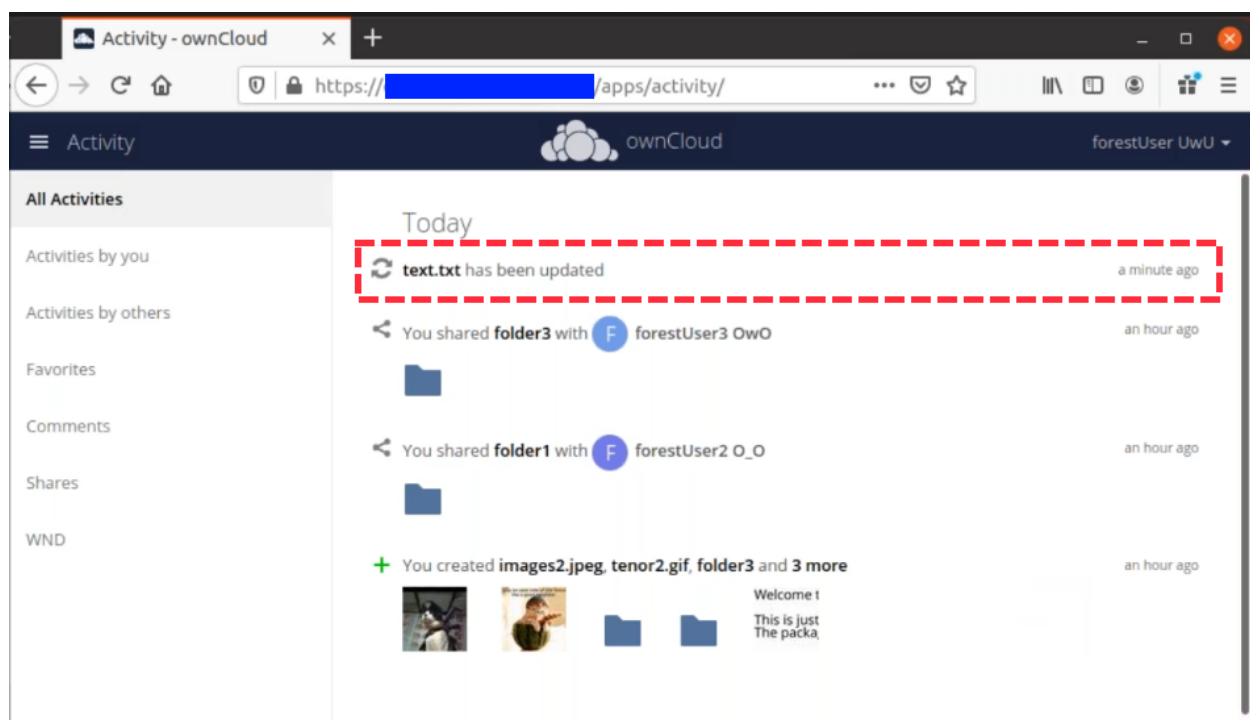 Activity - ownCloud
https:// /apps/activity/
Activity
ownCloud
forestUser UwU
All Activities
Activities by you
Activities by others
Favorites
Comments
Shares
WND
Today
text.txt has been updated
a minute ago
You shared folder3 with F forestUser3 OwO
an hour ago
You shared folder1 with F forestUser2 O_O
an hour ago
You created images2.jpeg, tenor2.gif, folder3 and 3 more
an hour ago
Welcome t
This is just
The packa